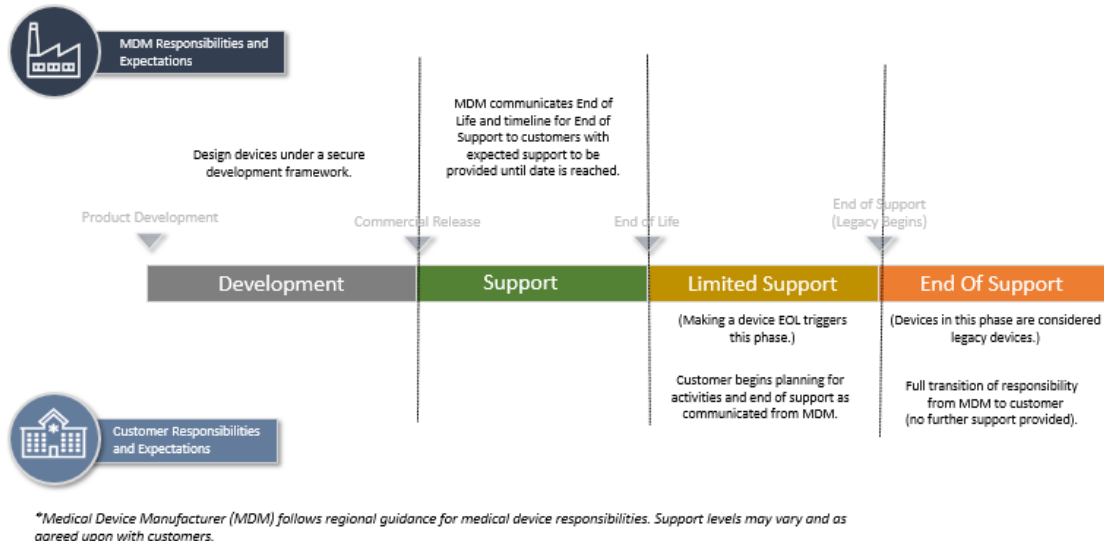 MDM Responsibilities and
Expectations
MDM communicates End of
Life and timeline for End of
Support to customers with
expected support to be
provided until date is reached.
Design devices under a secure
development framework.
Product Development
Commercial Release
End of Life
End of Support
(Legacy Begins)
Development
Support
Limited Support
End Of Support
(Making a device EOL triggers
this phase.)
(Devices in this phase are considered
legacy devices.)
Customer begins planning for
activities and end of support as
communicated from MDM.
Full transition of responsibility
from MDM to customer
(no further support provided).
Customer Responsibilities
and Expectations
*Medical Device Manufacturer (MDM) follows regional guidance for medical device responsibilities. Support levels may vary and as
agreed upon with customers.